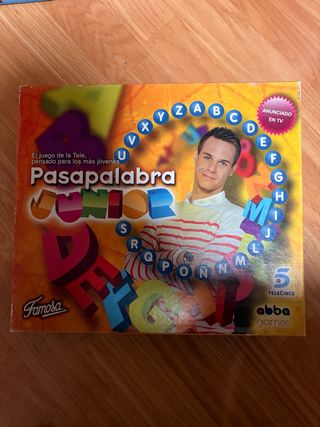 ANUNCIADO
EN TV
El juego de la Tele,
pensado para los más jóvenes
Pasapalabra
JUNIOR
A B C D E F G H I J L M N Ñ O P Q R S U V X Y Z
Famosa
5
TELECINCO
abba
games